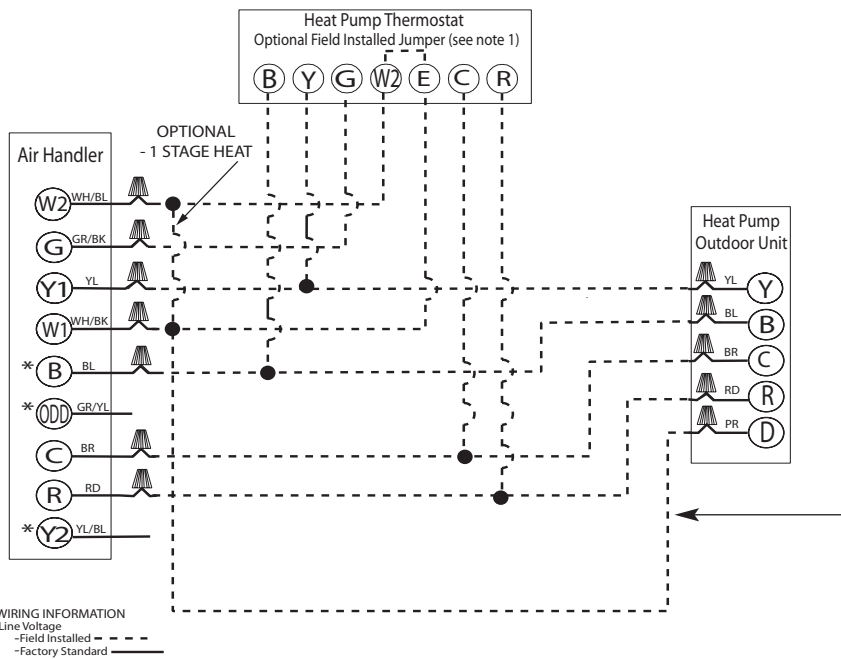 Heat Pump Thermostat
Optional Field Installed Jumper (see note 1)
B Y G W2 E C R
OPTIONAL
- 1 STAGE HEAT
Air Handler
W2 WH/BL
G GR/BK
Y1 YL
W1 WH/BK
* B BL
* ODD GR/YL
C BR
R RD
* Y2 YL/BL
Heat Pump
Outdoor Unit
YL Y
BL B
BR C
RD R
PR D
WIRING INFORMATION
Line Voltage
-Field Installed
-Factory Standard